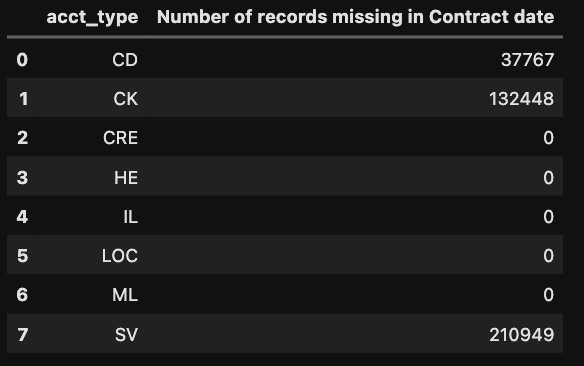 acct_type Number of records missing in Contract date
0 CD 37767
1 CK 132448
2 CRE 0
3 HE 0
4 IL 0
5 LOC 0
6 ML 0
7 SV 210949